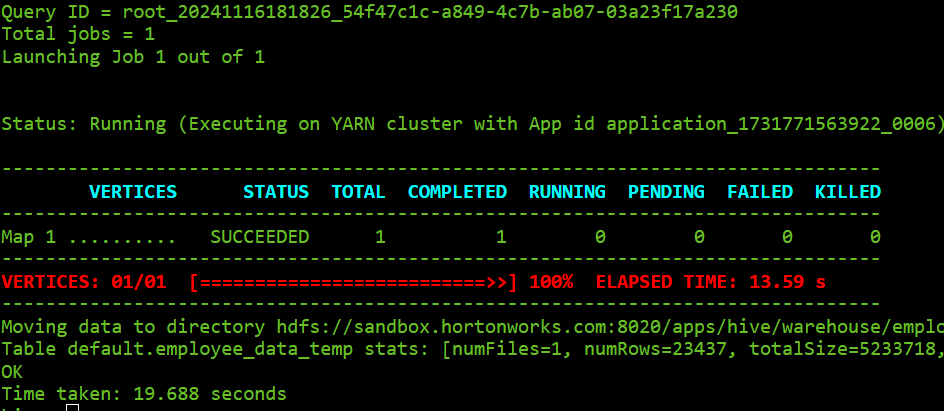 Query ID = root_20241116181826_54f47c1c-a849-4c7b-ab07-03a23f17a230
Total jobs = 1
Launching Job 1 out of 1
Status: Running (Executing on YARN cluster with App id application_1731771563922_0006)
--------------------------------------------------------------------------------
VERTICES STATUS TOTAL COMPLETED RUNNING PENDING FAILED KILLED
--------------------------------------------------------------------------------
Map 1 .......... SUCCEEDED 1 1 0 0 0 0
--------------------------------------------------------------------------------
VERTICES: 01/01 [==========================>>] 100% ELAPSED TIME: 13.59 s
--------------------------------------------------------------------------------
Moving data to directory hdfs://sandbox.hortonworks.com:8020/apps/hive/warehouse/emplo
Table default.employee_data_temp stats: [numFiles=1, numRows=23437, totalSize=5233718,
OK
Time taken: 19.688 seconds